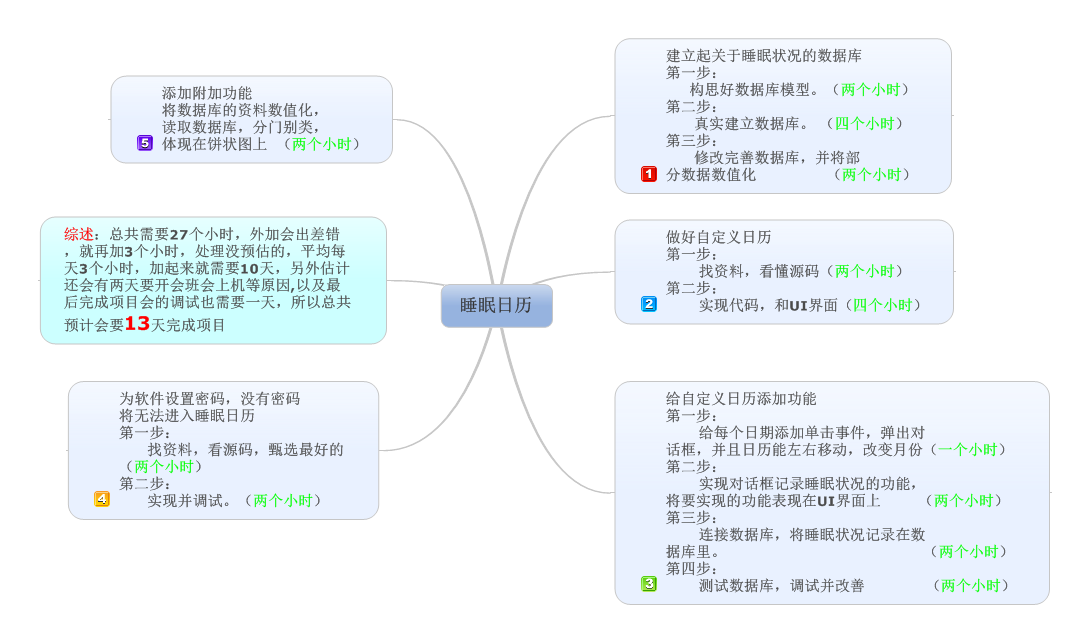 睡眠日历
建立起关于睡眠状况的数据库
第一步：
构思好数据库模型。（两个小时）
第二步：
真实建立数据库。（四个小时）
第三步：
修改完善数据库，并将部
分数据数值化 （两个小时）
1
做好自定义日历
第一步：
找资料，看懂源码（两个小时）
第二步：
实现代码，和UI界面（四个小时）
2
给自定义日历添加功能
第一步：
给每个日期添加单击事件，弹出对
话框，并且日历能左右移动，改变月份（一个小时）
第二步：
实现对话框记录睡眠状况的功能，
将要实现的功能表现在UI界面上 （两个小时）
第三步：
连接数据库，将睡眠状况记录在数
据库里。 （两个小时）
第四步：
测试数据库，调试并改善 （两个小时）
3
为软件设置密码，没有密码
将无法进入睡眠日历
第一步：
找资料，看源码，甄选最好的
（两个小时）
第二步：
实现并调试。（两个小时）
4
添加附加功能
将数据库的资料数值化，
读取数据库，分门别类，
体现在饼状图上 （两个小时）
5
综述：总共需要27个小时，外加会出差错
，就再加3个小时，处理没预估的，平均每
天3个小时，加起来就需要10天，另外估计
还会有两天要开会班会上机等原因,以及最
后完成项目会的调试也需要一天，所以总共
预计会要13天完成项目